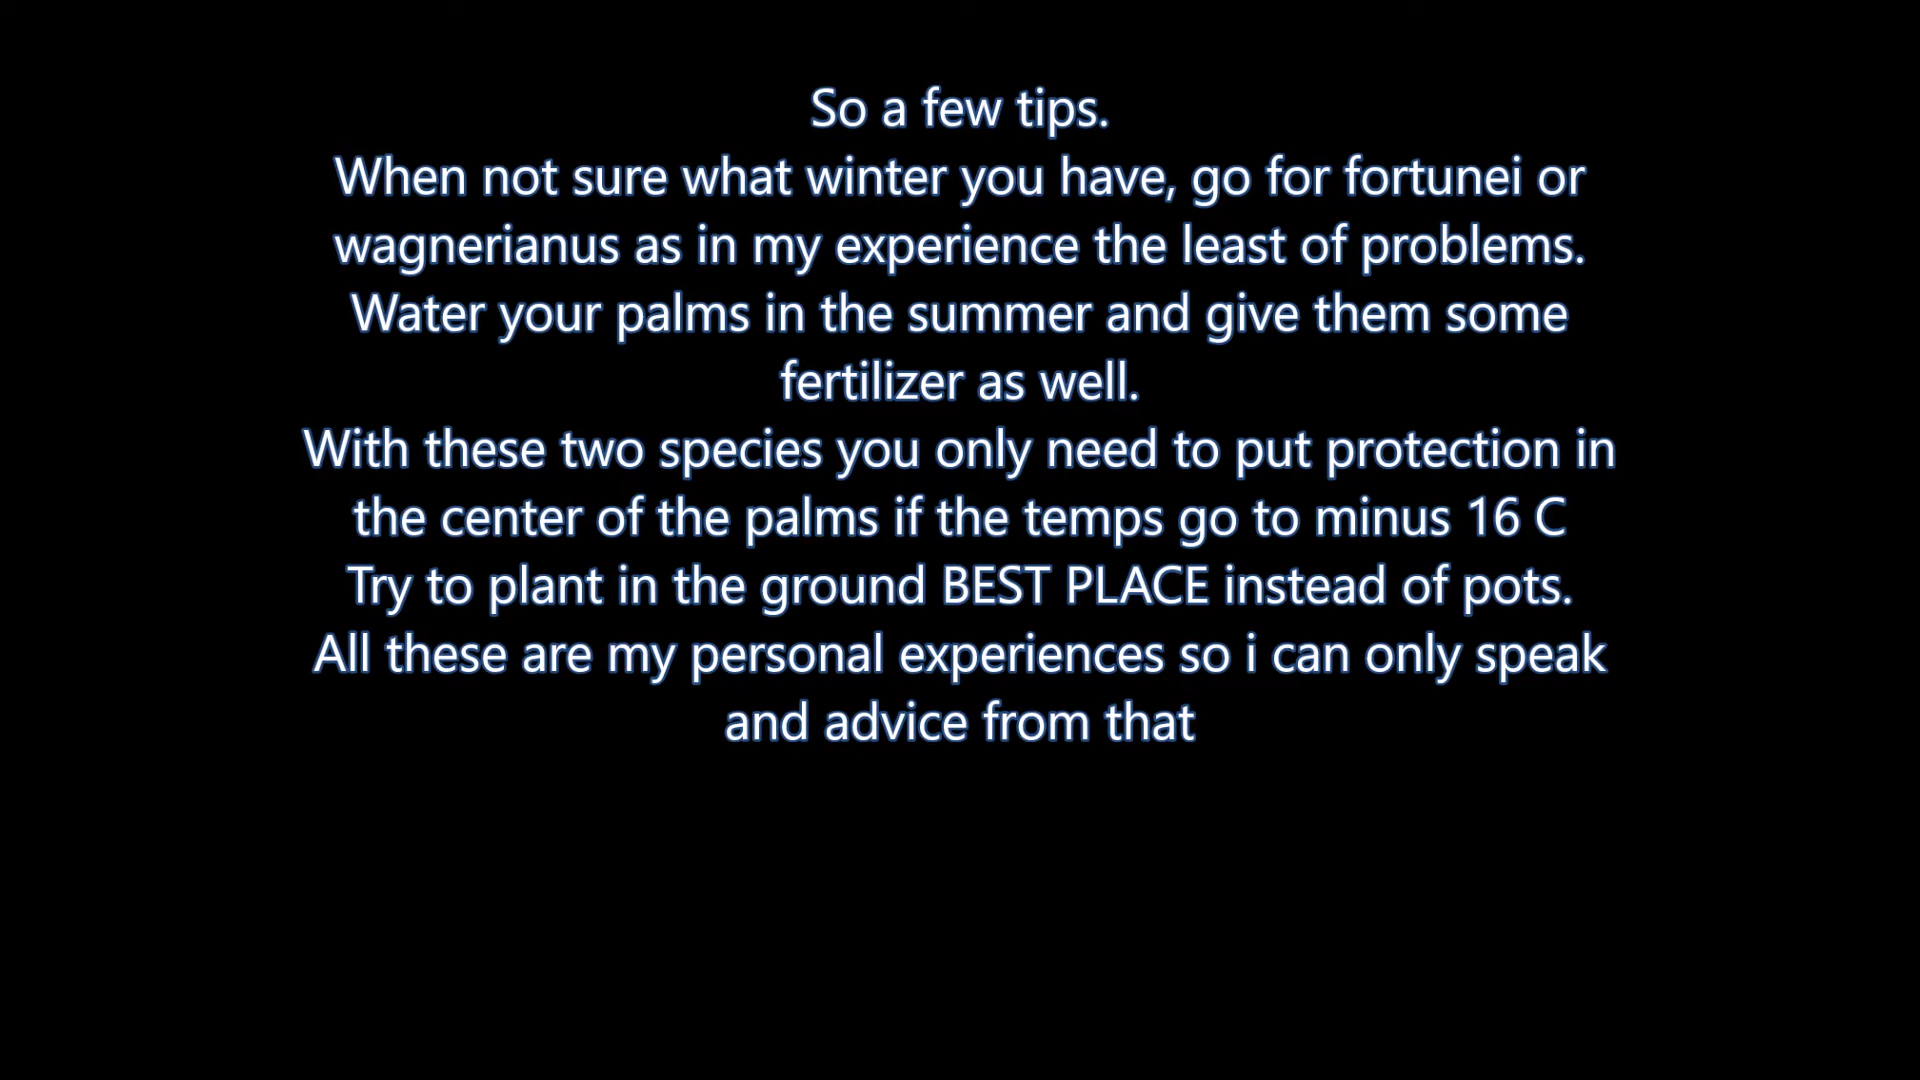 So a few tips.
When not sure what winter you have, go for fortunei or
wagnerianus as in my experience the least of problems.
Water your palms in the summer and give them some
fertilizer as well.
With these two species you only need to put protection in
the center of the palms if the temps go to minus 16 C
Try to plant in the ground BEST PLACE instead of pots.
All these are my personal experiences so i can only speak
and advice from that